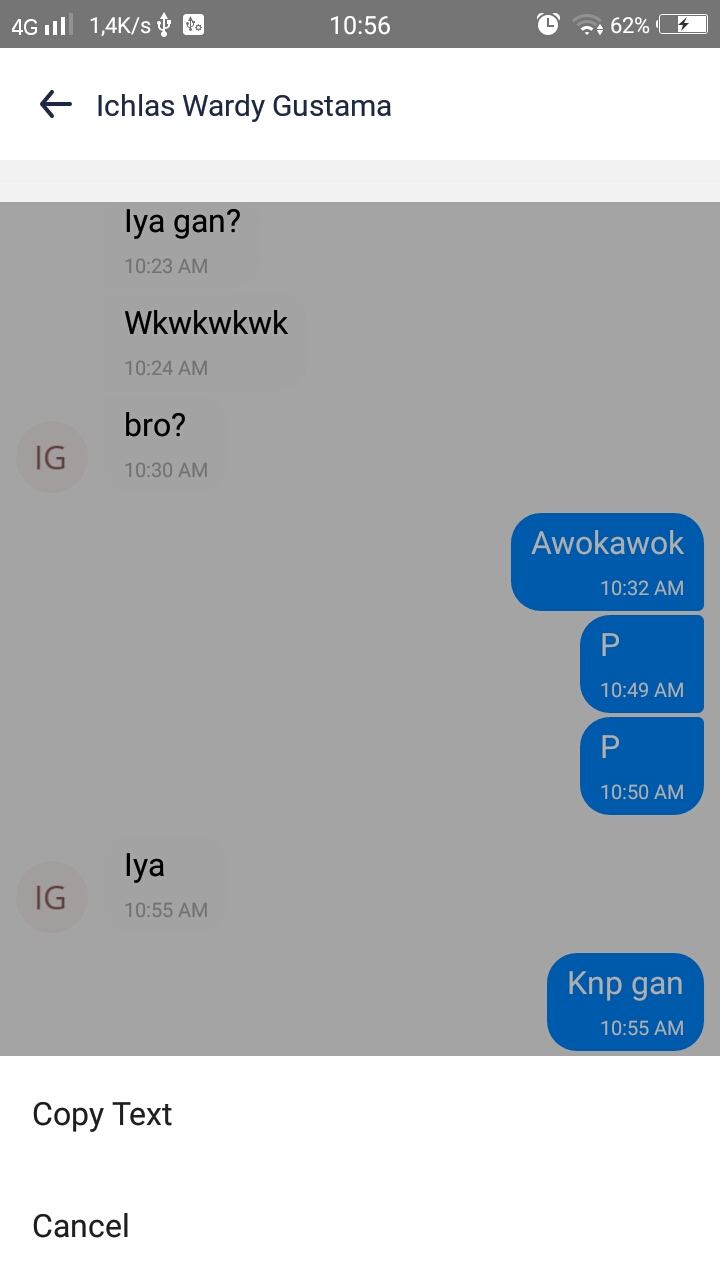 4G 1,4K/s 10:56 62%
Ichlas Wardy Gustama
Iya gan?
10:23 AM
Wkwkwkwk
10:24 AM
bro?
IG
10:30 AM
Awokawok
10:32 AM
P
10:49 AM
P
10:50 AM
Iya
IG
10:55 AM
Knp gan
10:55 AM
Copy Text
Cancel